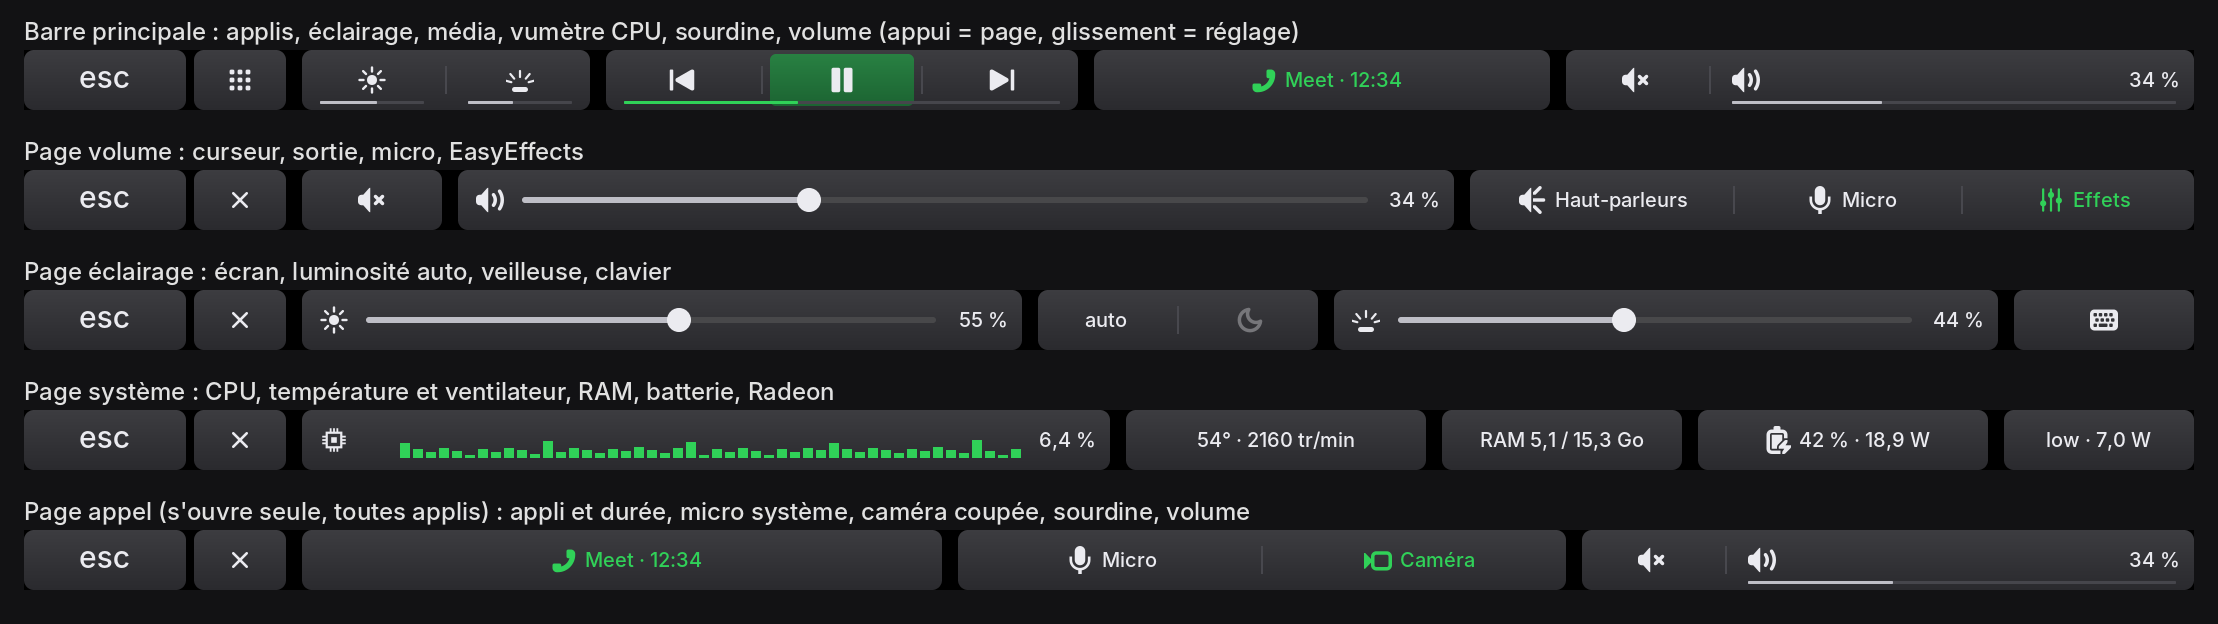 Barre principale : applis, éclairage, média, vumètre CPU, sourdine, volume (appui = page, glissement = réglage)
esc Meet · 12:34 34 %
Page volume : curseur, sortie, micro, EasyEffects
esc 34 % Haut-parleurs Micro Effets
Page éclairage : écran, luminosité auto, veilleuse, clavier
esc 55 % auto 44 %
Page système : CPU, température et ventilateur, RAM, batterie, Radeon
esc 6,4 % 54° · 2160 tr/min RAM 5,1 / 15,3 Go 42 % · 18,9 W low · 7,0 W
Page appel (s'ouvre seule, toutes applis) : appli et durée, micro système, caméra coupée, sourdine, volume
esc Meet · 12:34 Micro Caméra 34 %